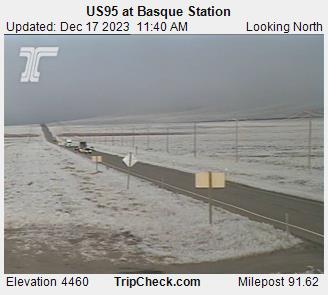 US95 at Basque Station
Updated: Dec 17 2023 11:40 AM Looking North
Elevation 4460 TripCheck.com Milepost 91.62